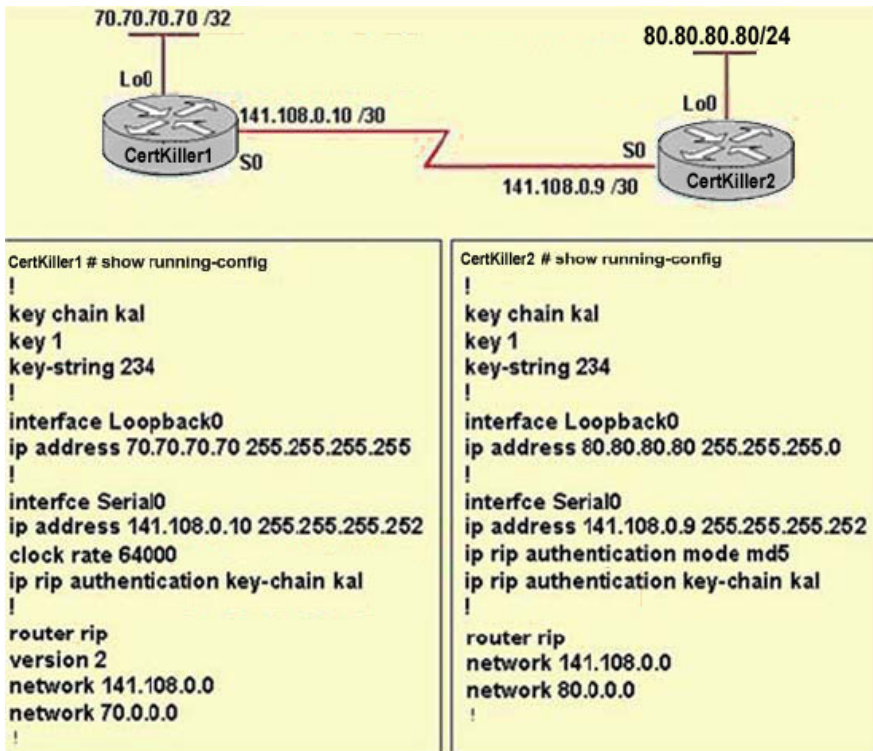 70.70.70.70 /32
80.80.80.80/24
Lo0
Lo0
141.108.0.10 /30
CertKiller1
S0
S0
141.108.0.9 /30
CertKiller2
CertKiller1 # show running-config
!
key chain kal
key 1
key-string 234
!
interface Loopback0
ip address 70.70.70.70 255.255.255.255
!
interfce Serial0
ip address 141.108.0.10 255.255.255.252
clock rate 64000
ip rip authentication key-chain kal
!
router rip
version 2
network 141.108.0.0
network 70.0.0.0
!
CertKiller2 # show running-config
!
key chain kal
key 1
key-string 234
!
interface Loopback0
ip address 80.80.80.80 255.255.255.0
!
interfce Serial0
ip address 141.108.0.9 255.255.255.252
ip rip authentication mode md5
ip rip authentication key-chain kal
!
router rip
network 141.108.0.0
network 80.0.0.0
!